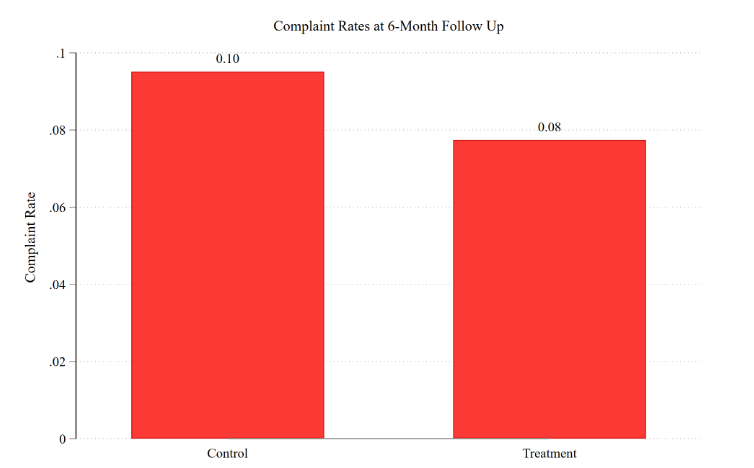 Complaint Rates at 6-Month Follow Up
.1
0.10
.08
0.08
.06
Complaint Rate
.04
.02
0
Control
Treatment